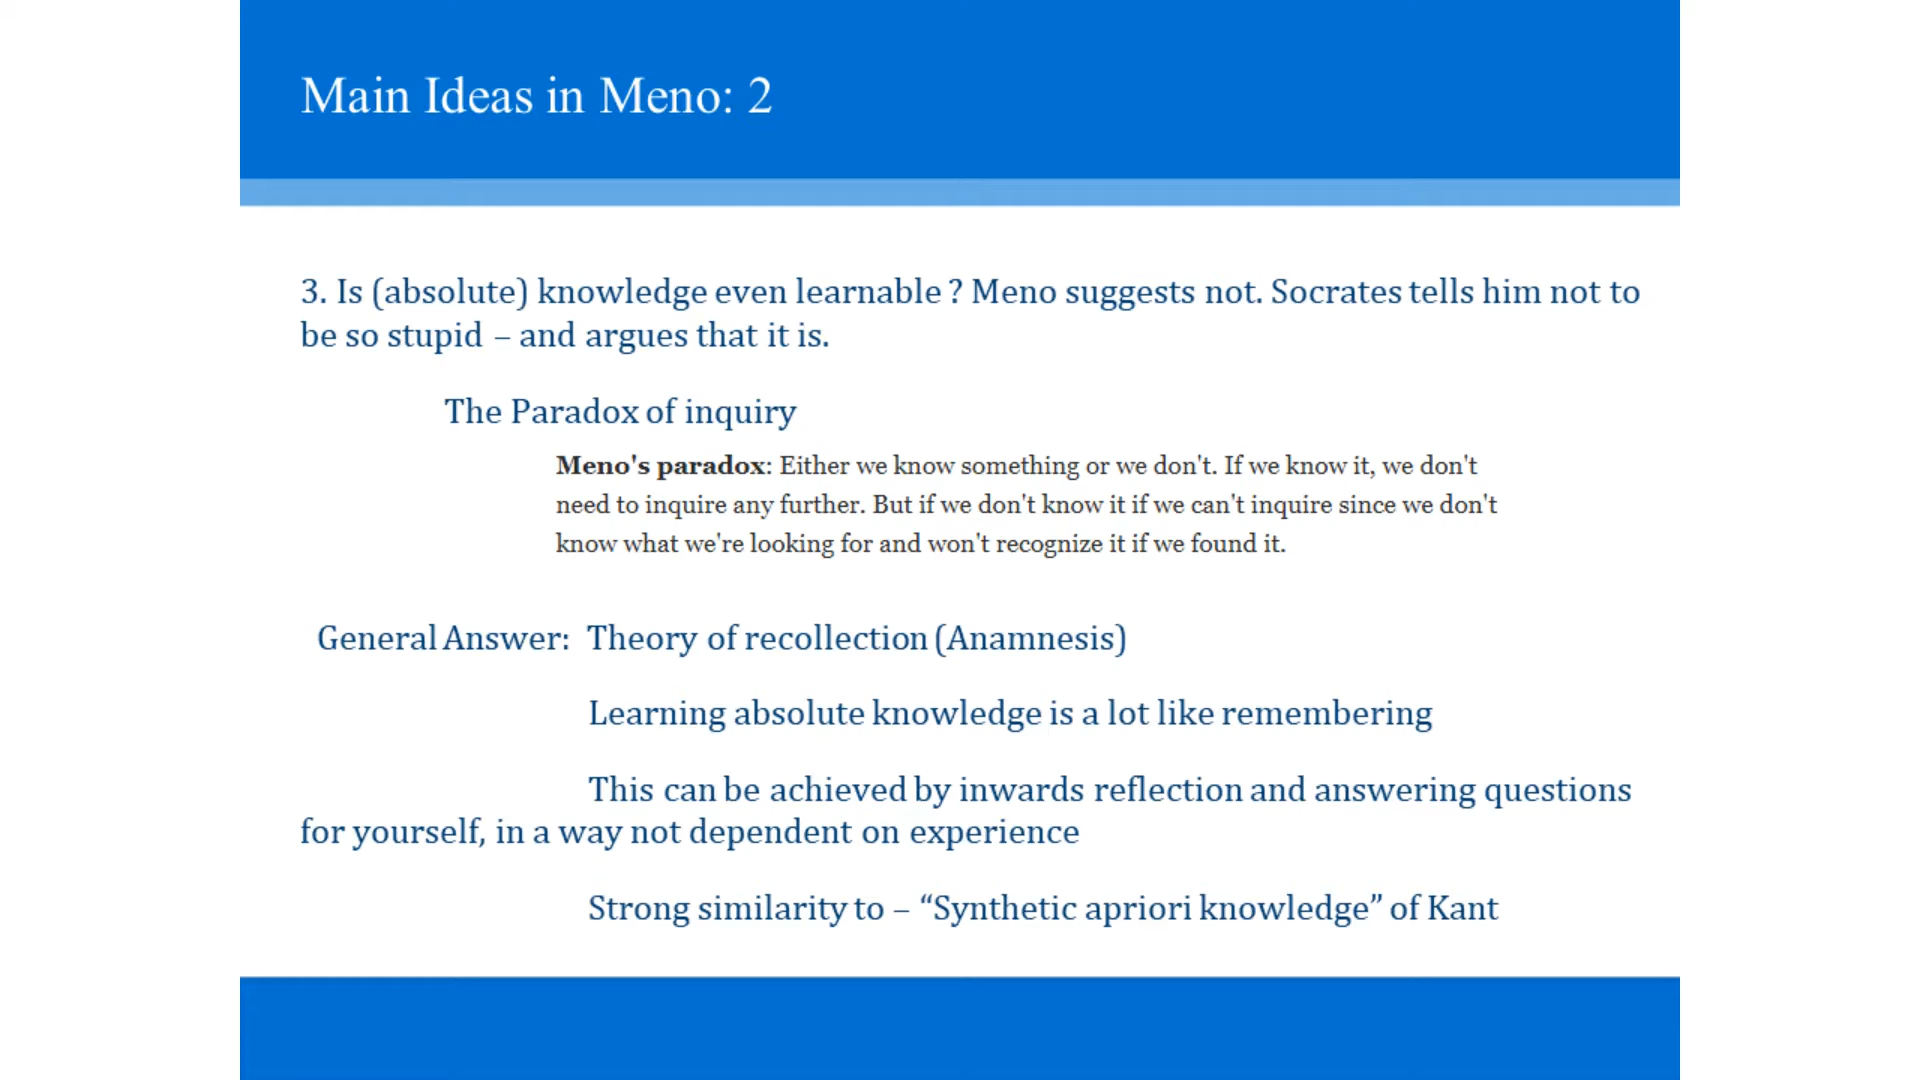 Main Ideas in Meno: 2
3. Is (absolute) knowledge even learnable ? Meno suggests not. Socrates tells him not to
be so stupid – and argues that it is.
The Paradox of inquiry
Meno's paradox: Either we know something or we don't. If we know it, we don't
need to inquire any further. But if we don't know it if we can't inquire since we don't
know what we're looking for and won't recognize it if we found it.
General Answer: Theory of recollection (Anamnesis)
Learning absolute knowledge is a lot like remembering
This can be achieved by inwards reflection and answering questions
for yourself, in a way not dependent on experience
Strong similarity to – “Synthetic apriori knowledge” of Kant